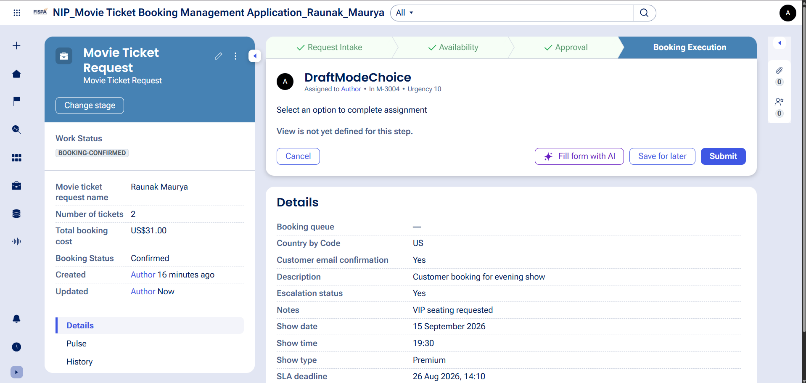 FISFA NIP_Movie Ticket Booking Management Application_Raunak_Maurya All A
Movie Ticket
Request
Movie Ticket Request
Change stage
Work Status
BOOKING-CONFIRMED
Movie ticket
request name Raunak Maurya
Number of tickets 2
Total booking
cost US$31.00
Booking Status Confirmed
Created Author 16 minutes ago
Updated Author Now
Details
Pulse
History
Request Intake Availability Approval Booking Execution
A DraftModeChoice
Assigned to Author • In M-3004 • Urgency 10
Select an option to complete assignment
View is not yet defined for this step.
Cancel Fill form with AI Save for later Submit
Details
Booking queue —
Country by Code US
Customer email confirmation Yes
Description Customer booking for evening show
Escalation status Yes
Notes VIP seating requested
Show date 15 September 2026
Show time 19:30
Show type Premium
SLA deadline 26 Aug 2026, 14:10
0
0